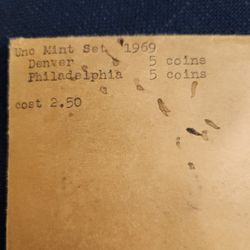 Unc Mint Set 1969
Denver 5 coins
Philadelphia 5 coins
cost 2.50